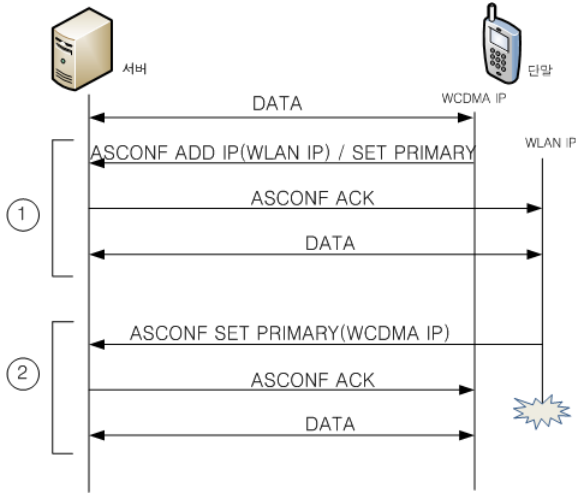 서버
단말
DATA
WCDMA IP
WLAN IP
ASCONF ADD IP(WLAN IP) / SET PRIMARY
ASCONF ACK
1
DATA
ASCONF SET PRIMARY(WCDMA IP)
2
ASCONF ACK
DATA